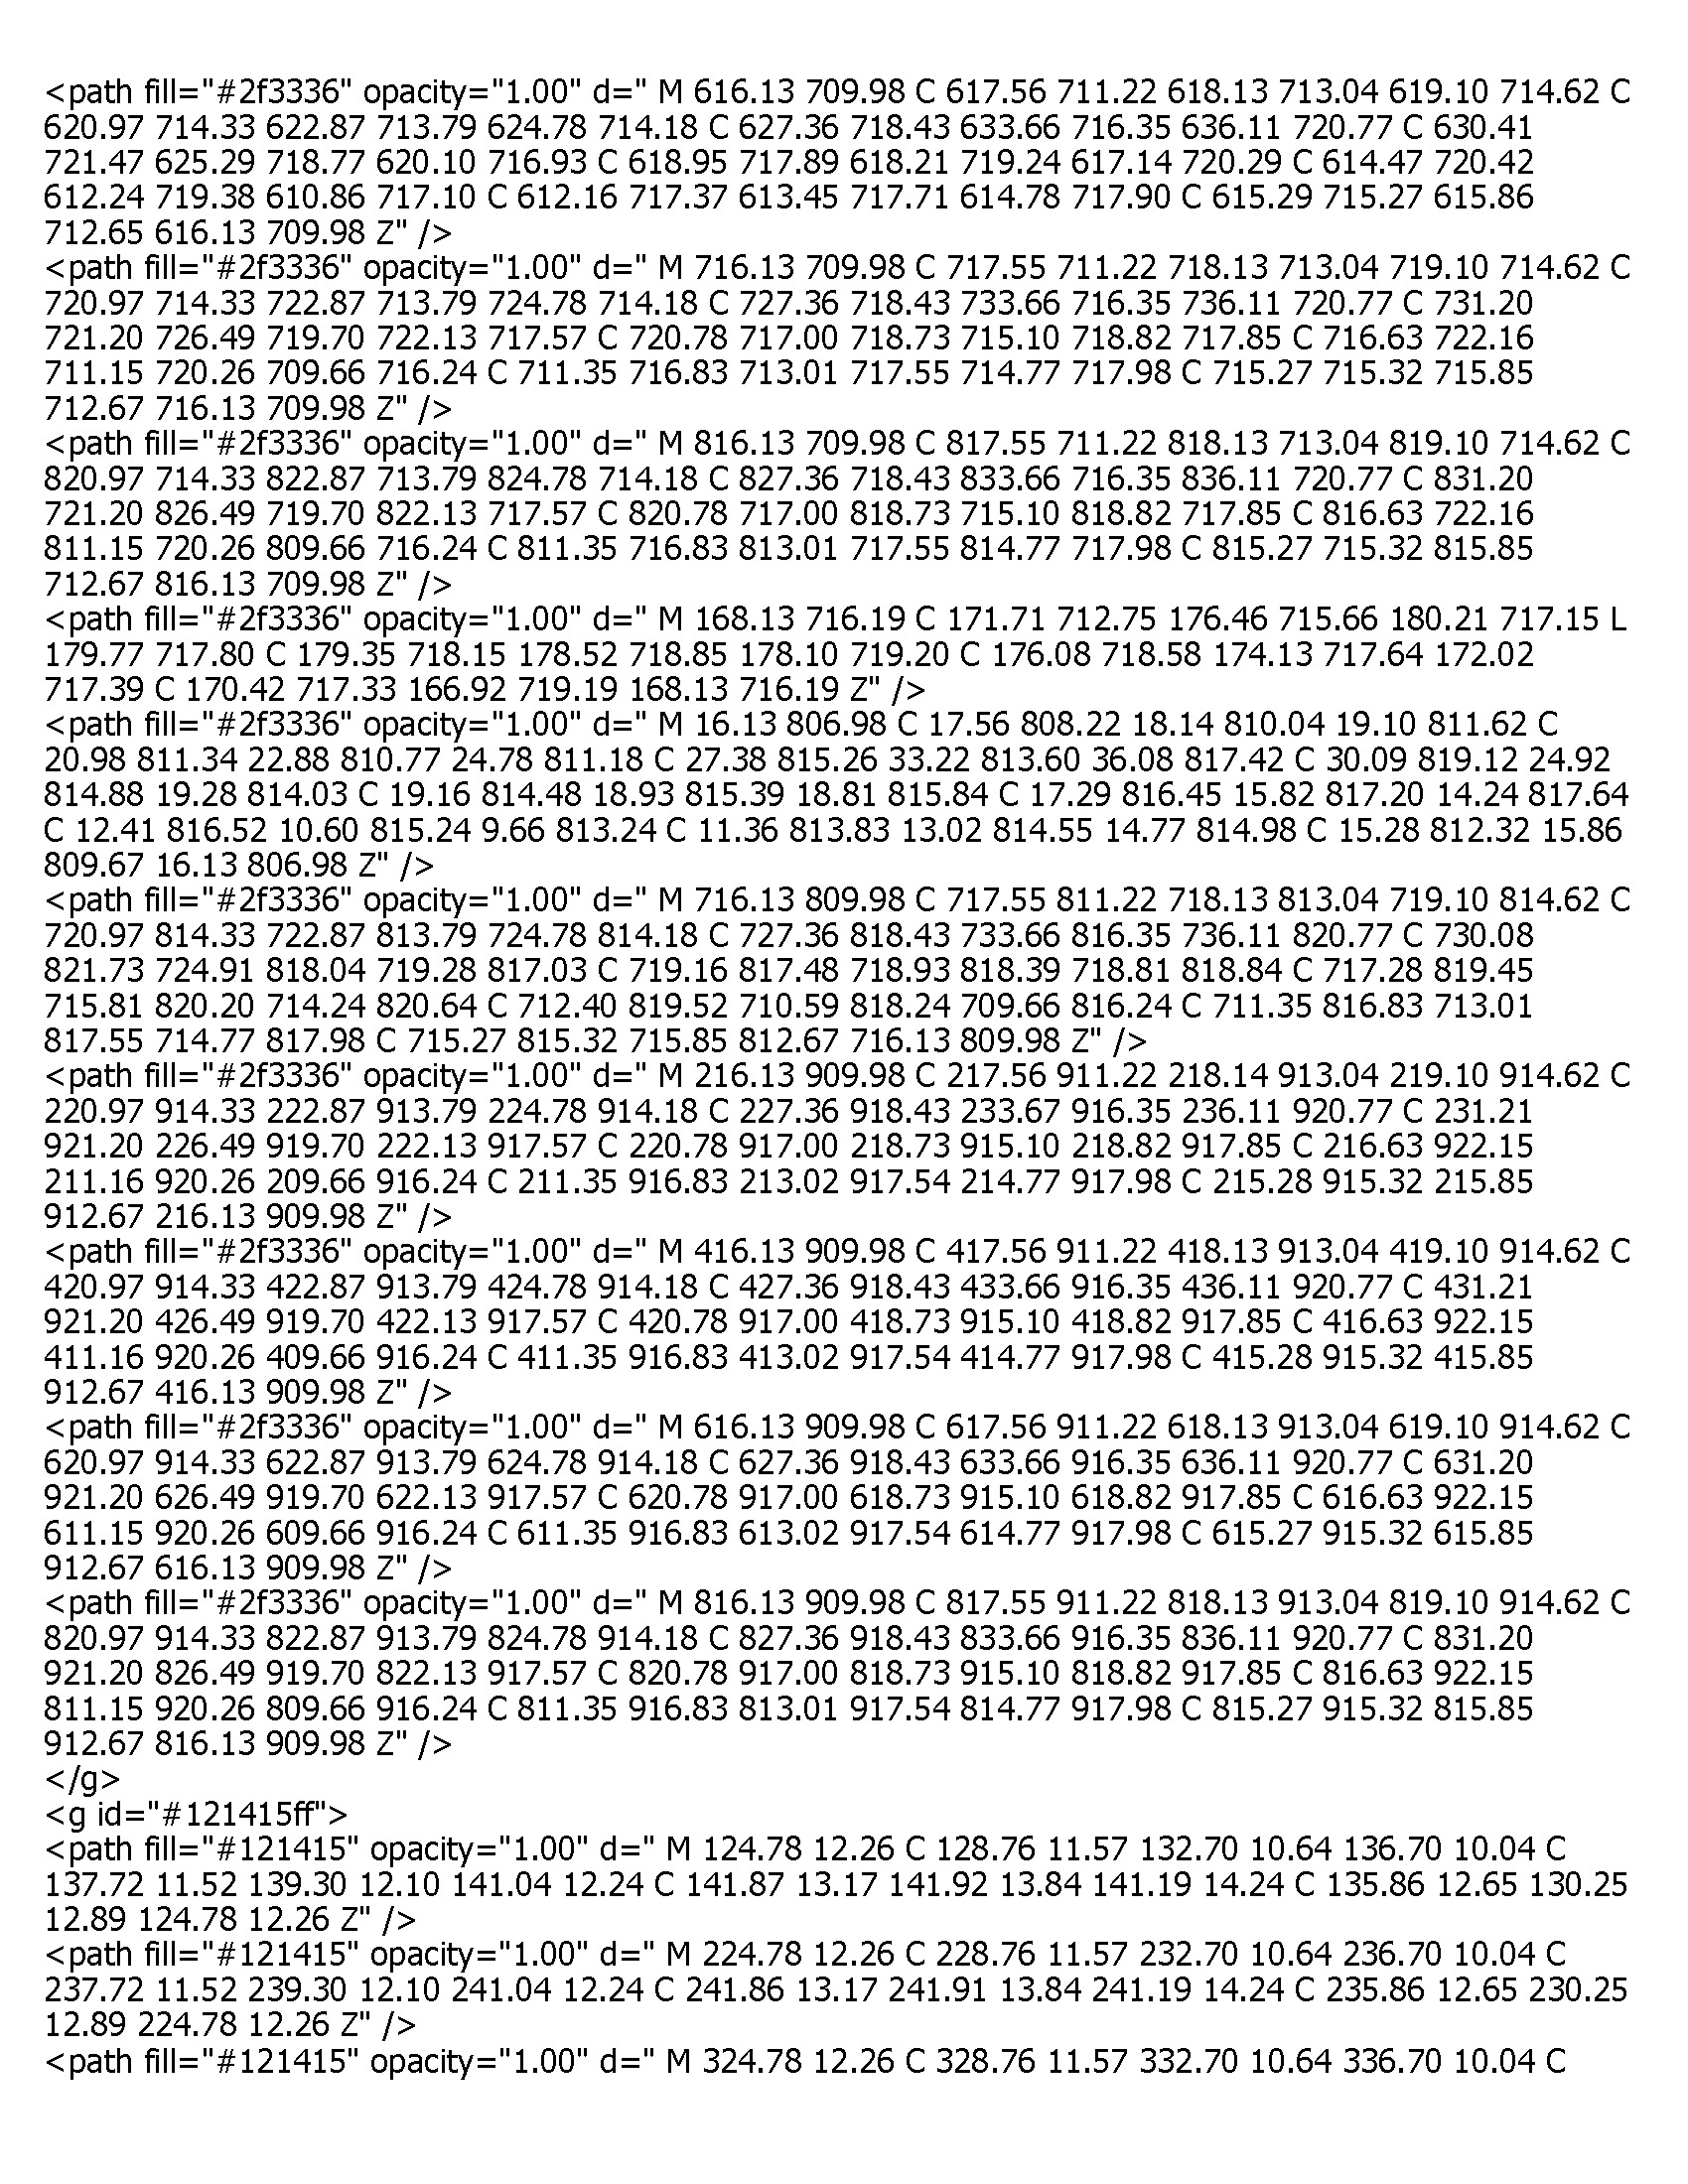 <path fill="#2f3336" opacity="1.00" d=" M 616.13 709.98 C 617.56 711.22 618.13 713.04 619.10 714.62 C
620.97 714.33 622.87 713.79 624.78 714.18 C 627.36 718.43 633.66 716.35 636.11 720.77 C 630.41
721.47 625.29 718.77 620.10 716.93 C 618.95 717.89 618.21 719.24 617.14 720.29 C 614.47 720.42
612.24 719.38 610.86 717.10 C 612.16 717.37 613.45 717.71 614.78 717.90 C 615.29 715.27 615.86
712.65 616.13 709.98 Z" />
<path fill="#2f3336" opacity="1.00" d=" M 716.13 709.98 C 717.55 711.22 718.13 713.04 719.10 714.62 C
720.97 714.33 722.87 713.79 724.78 714.18 C 727.36 718.43 733.66 716.35 736.11 720.77 C 731.20
721.20 726.49 719.70 722.13 717.57 C 720.78 717.00 718.73 715.10 718.82 717.85 C 716.63 722.16
711.15 720.26 709.66 716.24 C 711.35 716.83 713.01 717.55 714.77 717.98 C 715.27 715.32 715.85
712.67 716.13 709.98 Z" />
<path fill="#2f3336" opacity="1.00" d=" M 816.13 709.98 C 817.55 711.22 818.13 713.04 819.10 714.62 C
820.97 714.33 822.87 713.79 824.78 714.18 C 827.36 718.43 833.66 716.35 836.11 720.77 C 831.20
721.20 826.49 719.70 822.13 717.57 C 820.78 717.00 818.73 715.10 818.82 717.85 C 816.63 722.16
811.15 720.26 809.66 716.24 C 811.35 716.83 813.01 717.55 814.77 717.98 C 815.27 715.32 815.85
712.67 816.13 709.98 Z" />
<path fill="#2f3336" opacity="1.00" d=" M 168.13 716.19 C 171.71 712.75 176.46 715.66 180.21 717.15 L
179.77 717.80 C 179.35 718.15 178.52 718.85 178.10 719.20 C 176.08 718.58 174.13 717.64 172.02
717.39 C 170.42 717.33 166.92 719.19 168.13 716.19 Z" />
<path fill="#2f3336" opacity="1.00" d=" M 16.13 806.98 C 17.56 808.22 18.14 810.04 19.10 811.62 C
20.98 811.34 22.88 810.77 24.78 811.18 C 27.38 815.26 33.22 813.60 36.08 817.42 C 30.09 819.12 24.92
814.88 19.28 814.03 C 19.16 814.48 18.93 815.39 18.81 815.84 C 17.29 816.45 15.82 817.20 14.24 817.64
C 12.41 816.52 10.60 815.24 9.66 813.24 C 11.36 813.83 13.02 814.55 14.77 814.98 C 15.28 812.32 15.86
809.67 16.13 806.98 Z" />
<path fill="#2f3336" opacity="1.00" d=" M 716.13 809.98 C 717.55 811.22 718.13 813.04 719.10 814.62 C
720.97 814.33 722.87 813.79 724.78 814.18 C 727.36 818.43 733.66 816.35 736.11 820.77 C 730.08
821.73 724.91 818.04 719.28 817.03 C 719.16 817.48 718.93 818.39 718.81 818.84 C 717.28 819.45
715.81 820.20 714.24 820.64 C 712.40 819.52 710.59 818.24 709.66 816.24 C 711.35 816.83 713.01
817.55 714.77 817.98 C 715.27 815.32 715.85 812.67 716.13 809.98 Z" />
<path fill="#2f3336" opacity="1.00" d=" M 216.13 909.98 C 217.56 911.22 218.14 913.04 219.10 914.62 C
220.97 914.33 222.87 913.79 224.78 914.18 C 227.36 918.43 233.67 916.35 236.11 920.77 C 231.21
921.20 226.49 919.70 222.13 917.57 C 220.78 917.00 218.73 915.10 218.82 917.85 C 216.63 922.15
211.16 920.26 209.66 916.24 C 211.35 916.83 213.02 917.54 214.77 917.98 C 215.28 915.32 215.85
912.67 216.13 909.98 Z" />
<path fill="#2f3336" opacity="1.00" d=" M 416.13 909.98 C 417.56 911.22 418.13 913.04 419.10 914.62 C
420.97 914.33 422.87 913.79 424.78 914.18 C 427.36 918.43 433.66 916.35 436.11 920.77 C 431.21
921.20 426.49 919.70 422.13 917.57 C 420.78 917.00 418.73 915.10 418.82 917.85 C 416.63 922.15
411.16 920.26 409.66 916.24 C 411.35 916.83 413.02 917.54 414.77 917.98 C 415.28 915.32 415.85
912.67 416.13 909.98 Z" />
<path fill="#2f3336" opacity="1.00" d=" M 616.13 909.98 C 617.56 911.22 618.13 913.04 619.10 914.62 C
620.97 914.33 622.87 913.79 624.78 914.18 C 627.36 918.43 633.66 916.35 636.11 920.77 C 631.20
921.20 626.49 919.70 622.13 917.57 C 620.78 917.00 618.73 915.10 618.82 917.85 C 616.63 922.15
611.15 920.26 609.66 916.24 C 611.35 916.83 613.02 917.54 614.77 917.98 C 615.27 915.32 615.85
912.67 616.13 909.98 Z" />
<path fill="#2f3336" opacity="1.00" d=" M 816.13 909.98 C 817.55 911.22 818.13 913.04 819.10 914.62 C
820.97 914.33 822.87 913.79 824.78 914.18 C 827.36 918.43 833.66 916.35 836.11 920.77 C 831.20
921.20 826.49 919.70 822.13 917.57 C 820.78 917.00 818.73 915.10 818.82 917.85 C 816.63 922.15
811.15 920.26 809.66 916.24 C 811.35 916.83 813.01 917.54 814.77 917.98 C 815.27 915.32 815.85
912.67 816.13 909.98 Z" />
</g>
<g id="#121415ff">
<path fill="#121415" opacity="1.00" d=" M 124.78 12.26 C 128.76 11.57 132.70 10.64 136.70 10.04 C
137.72 11.52 139.30 12.10 141.04 12.24 C 141.87 13.17 141.92 13.84 141.19 14.24 C 135.86 12.65 130.25
12.89 124.78 12.26 Z" />
<path fill="#121415" opacity="1.00" d=" M 224.78 12.26 C 228.76 11.57 232.70 10.64 236.70 10.04 C
237.72 11.52 239.30 12.10 241.04 12.24 C 241.86 13.17 241.91 13.84 241.19 14.24 C 235.86 12.65 230.25
12.89 224.78 12.26 Z" />
<path fill="#121415" opacity="1.00" d=" M 324.78 12.26 C 328.76 11.57 332.70 10.64 336.70 10.04 C